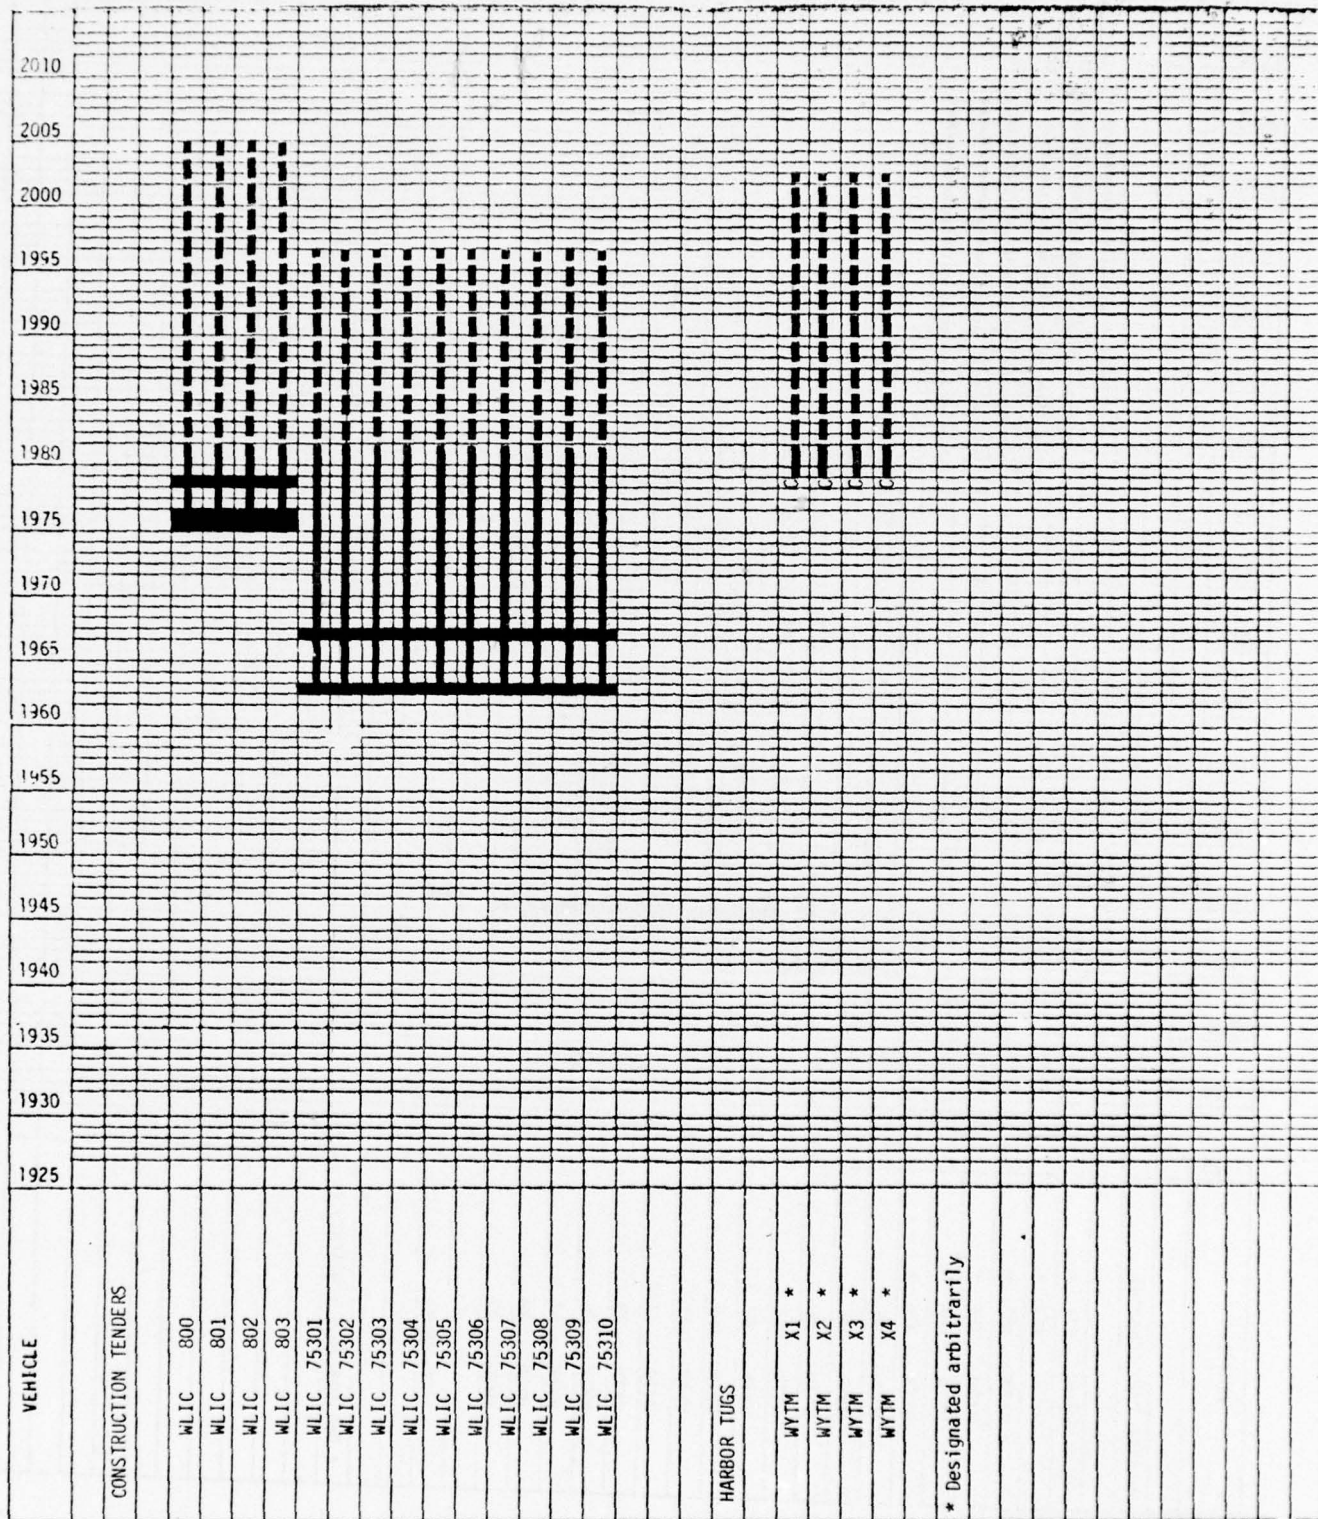 VEHICLE 1925 1930 1935 1940 1945 1950 1955 1960 1965 1970 1975 1980 1985 1990 1995 2000 2005 2010
CONSTRUCTION TENDERS
WLIC 800
WLIC 801
WLIC 802
WLIC 803
WLIC 75301
WLIC 75302
WLIC 75303
WLIC 75304
WLIC 75305
WLIC 75306
WLIC 75307
WLIC 75308
WLIC 75309
WLIC 75310
HARBOR TUGS
WYTM X1 * C
WYTM X2 * C
WYTM X3 * C
WYTM X4 * C
* Designated arbitrarily